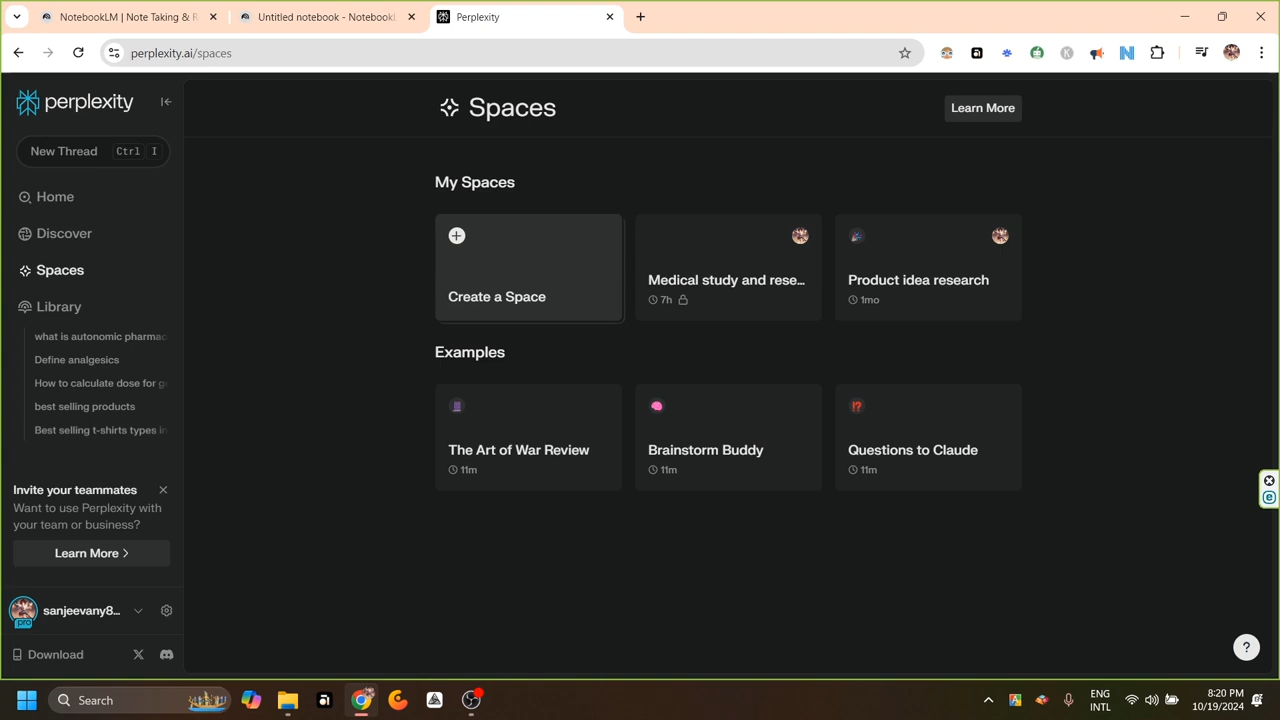 NotebookLM | Note Taking & R
Untitled notebook - NotebookL
Perplexity
perplexity.ai/spaces
perplexity
New Thread Ctrl I
Home
Discover
Spaces
Library
what is autonomic pharmac
Define analgesics
How to calculate dose for g
best selling products
Best selling t-shirts types in
Invite your teammates
Want to use Perplexity with
your team or business?
Learn More
sanjeevany8...
pro
Download
Spaces
Learn More
My Spaces
Create a Space
Medical study and rese...
7h
Product idea research
1mo
Examples
The Art of War Review
11m
Brainstorm Buddy
11m
Questions to Claude
11m
?
Search
ENG
INTL
8:20 PM
10/19/2024